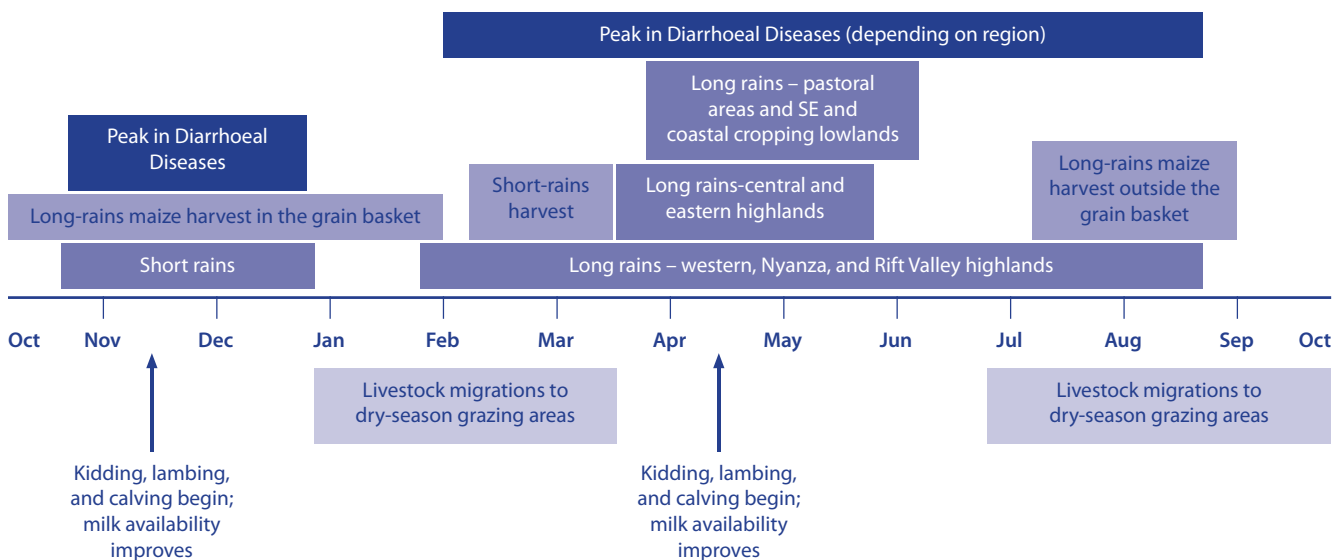 Peak in Diarrhoeal Diseases (depending on region)
Long rains – pastoral
areas and SE and
coastal cropping lowlands
Peak in Diarrhoeal
Diseases
Long-rains maize harvest in the grain basket
Short-rains
harvest
Long rains-central and
eastern highlands
Long-rains maize
harvest outside the
grain basket
Short rains
Long rains – western, Nyanza, and Rift Valley highlands
Oct Nov Dec Jan Feb Mar Apr May Jun Jul Aug Sep Oct
Livestock migrations to
dry-season grazing areas
Livestock migrations to
dry-season grazing areas
Kidding, lambing,
and calving begin;
milk availability
improves
Kidding, lambing,
and calving begin;
milk availability
improves